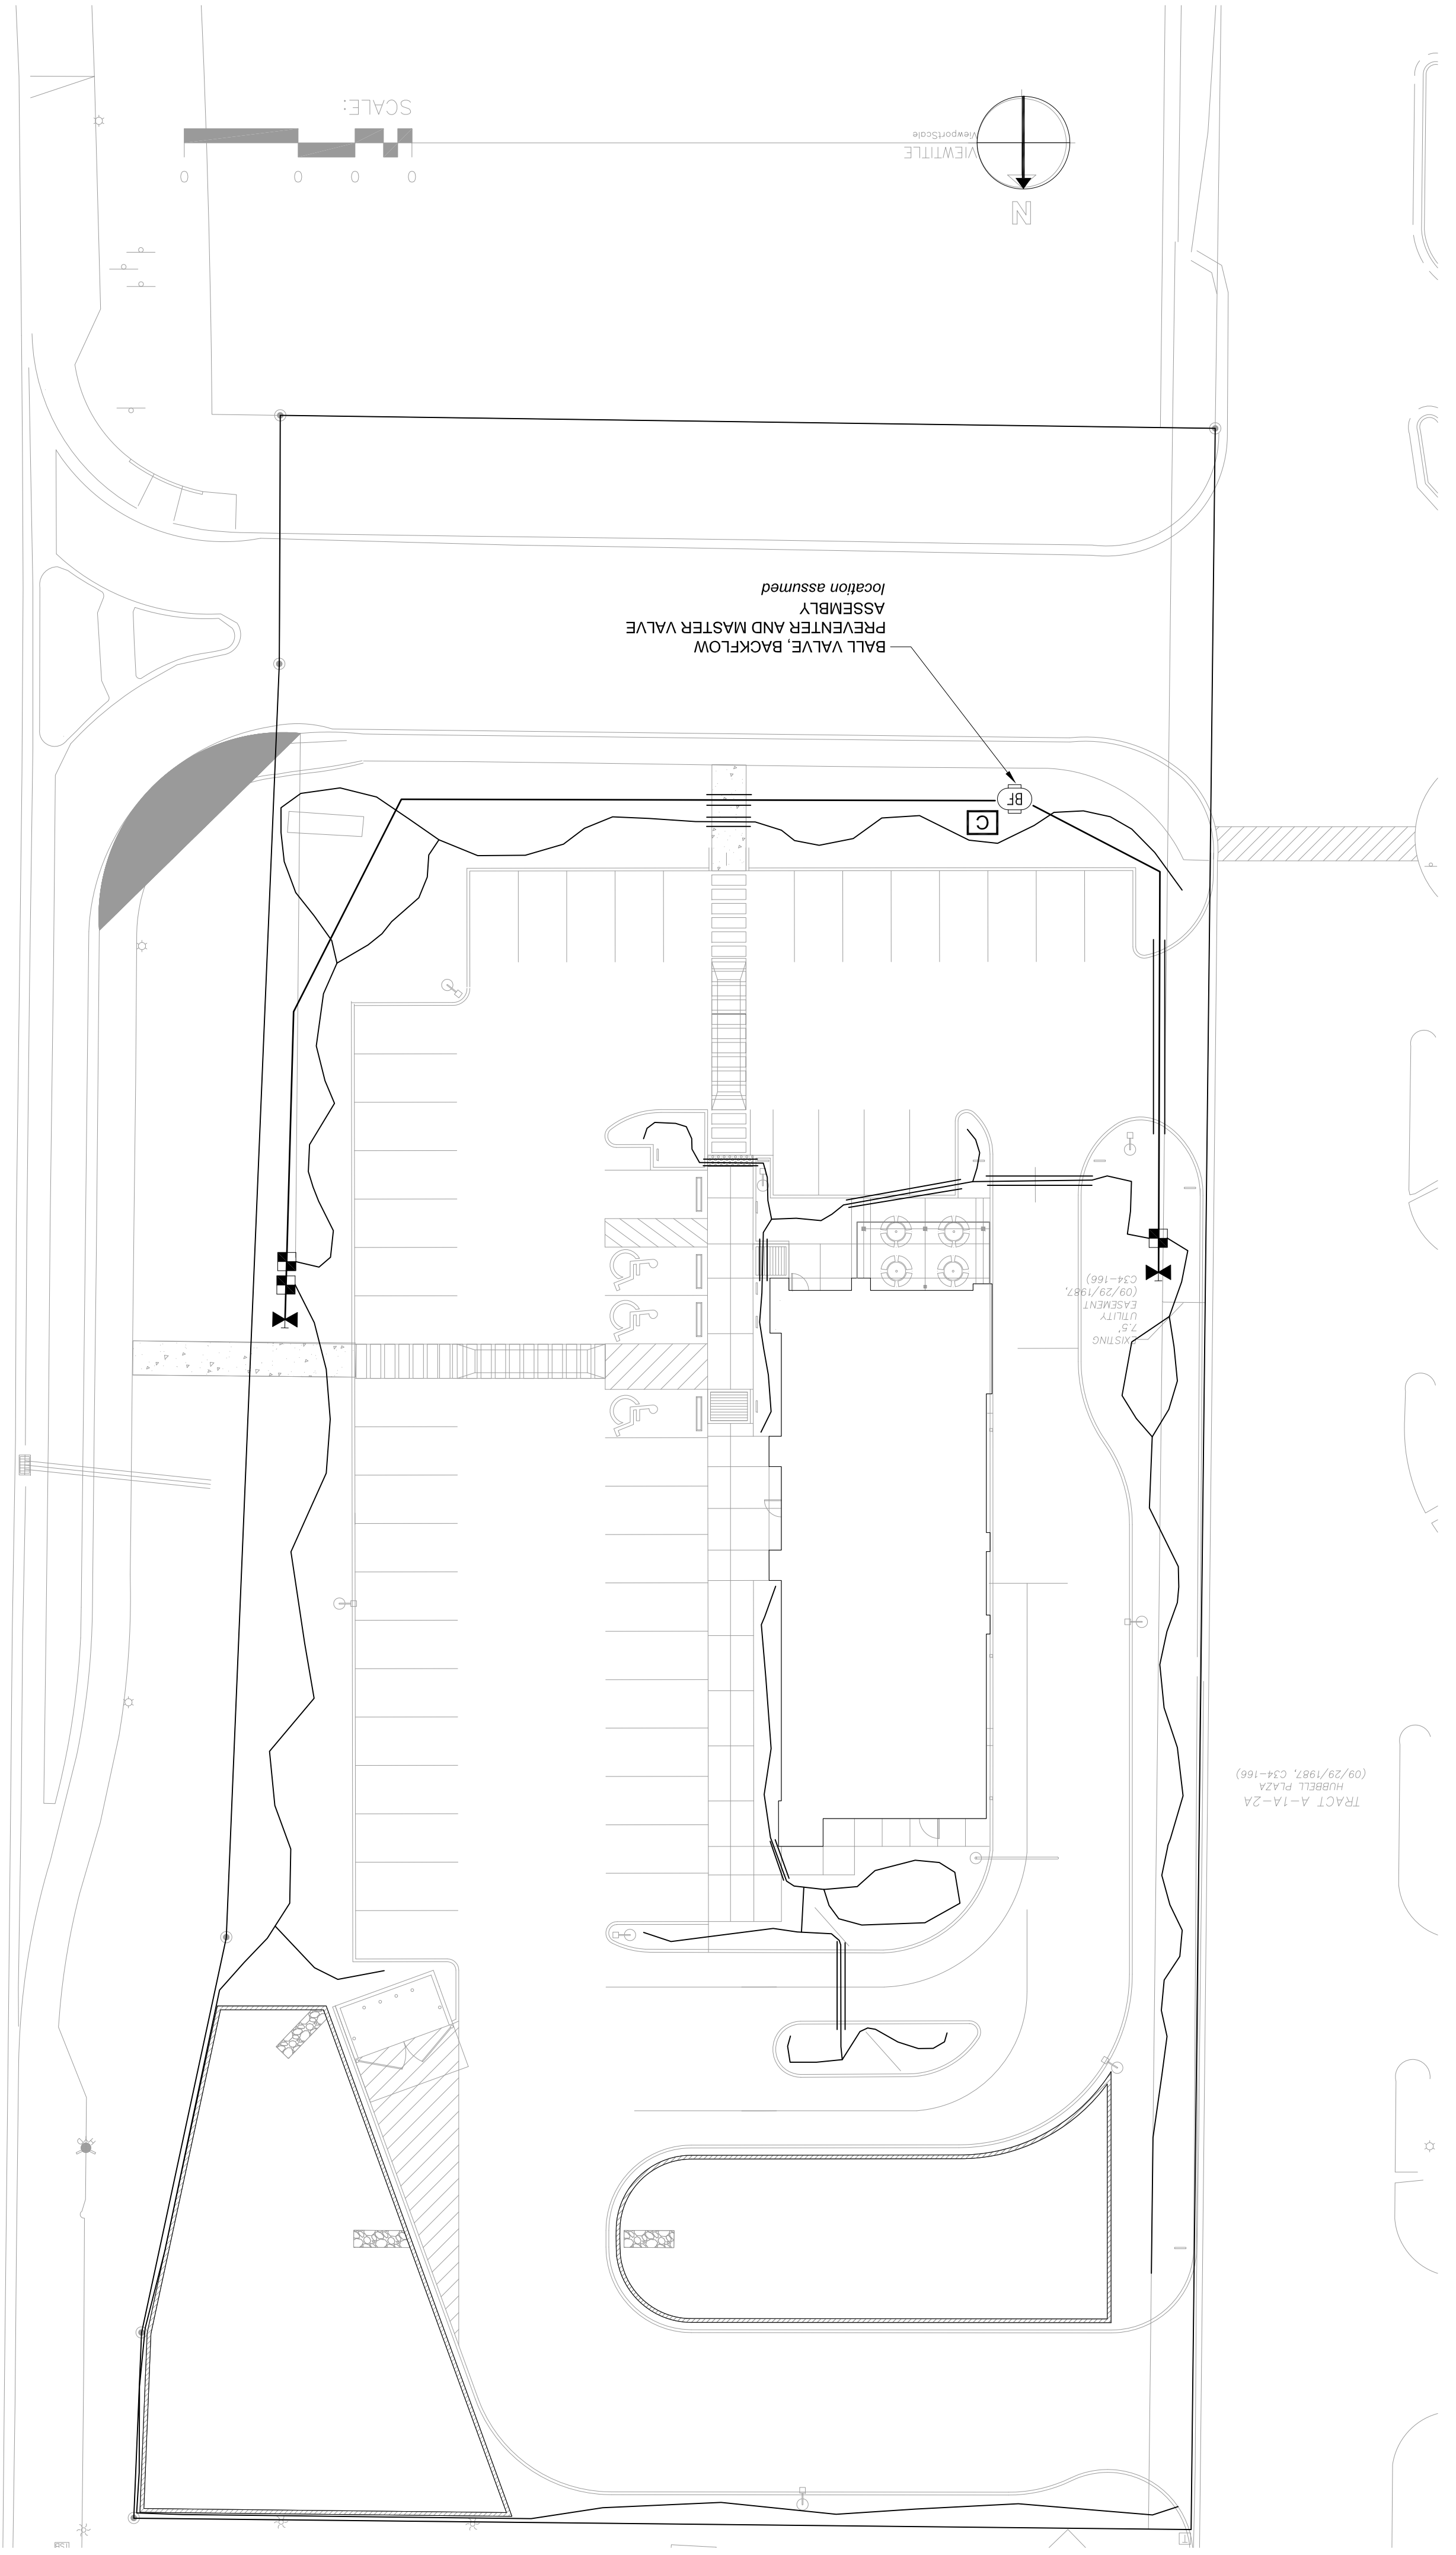 TRACT A-1A-2A
HUBBELL PLAZA
(09/29/1987, C34-166)
EXISTING
7.5'
UTILITY
EASEMENT
(09/29/1987,
C34-166)
C
BF
BALL VALVE, BACKFLOW
PREVENTER AND MASTER VALVE
ASSEMBLY
location assumed
N
VIEWTITLE
ViewportScale
0 0 0 0
SCALE: